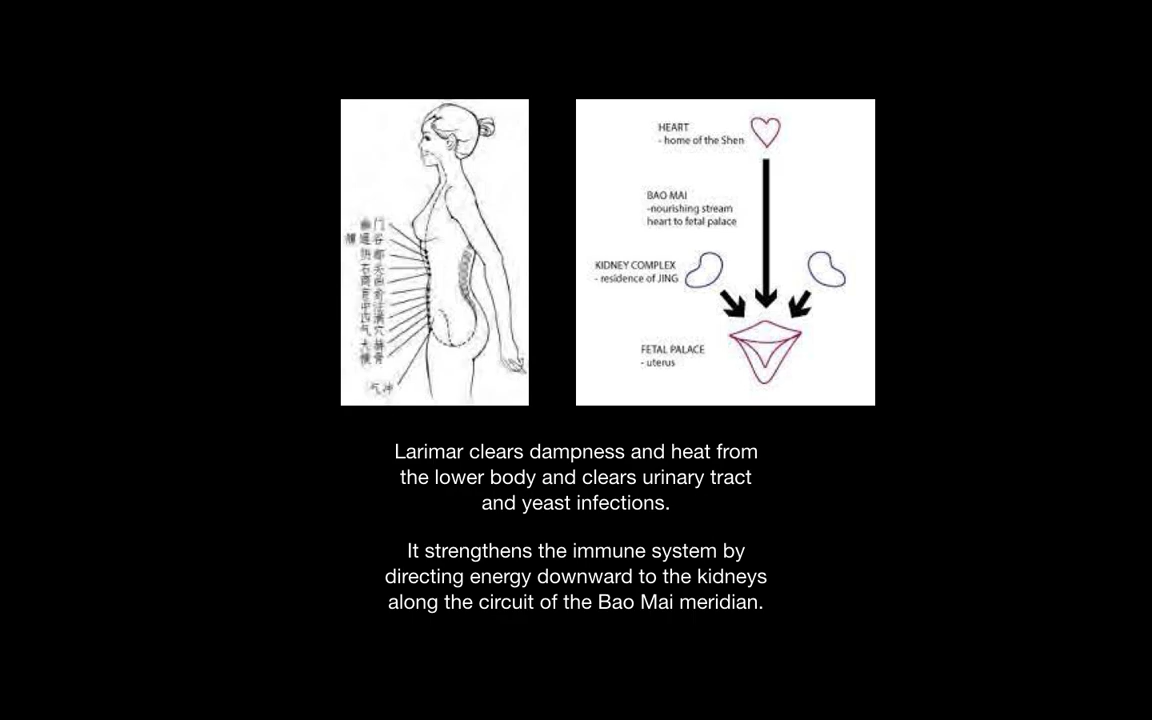 气冲
HEART
- home of the Shen
BAO MAI
-nourishing stream
heart to fetal palace
KIDNEY COMPLEX
- residence of JING
FETAL PALACE
- uterus
Larimar clears dampness and heat from
the lower body and clears urinary tract
and yeast infections.
It strengthens the immune system by
directing energy downward to the kidneys
along the circuit of the Bao Mai meridian.